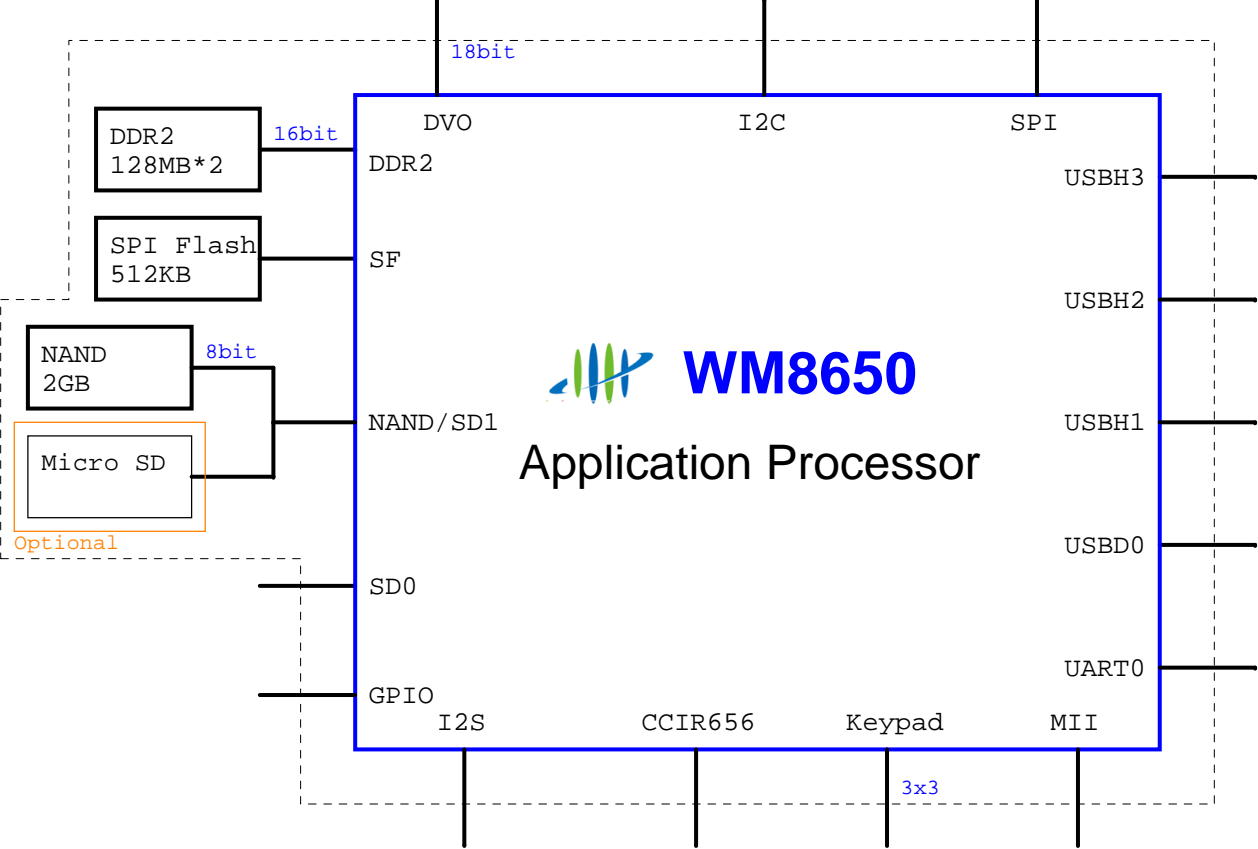 18bit
DVO
I2C
SPI
DDR2
128MB*2
16bit
DDR2
USBH3
SPI Flash
512KB
SF
USBH2
NAND
2GB
8bit
WM8650
NAND/SD1
USBH1
Micro SD
Application Processor
Optional
USBD0
SD0
UART0
GPIO
I2S
CCIR656
Keypad
MII
3x3